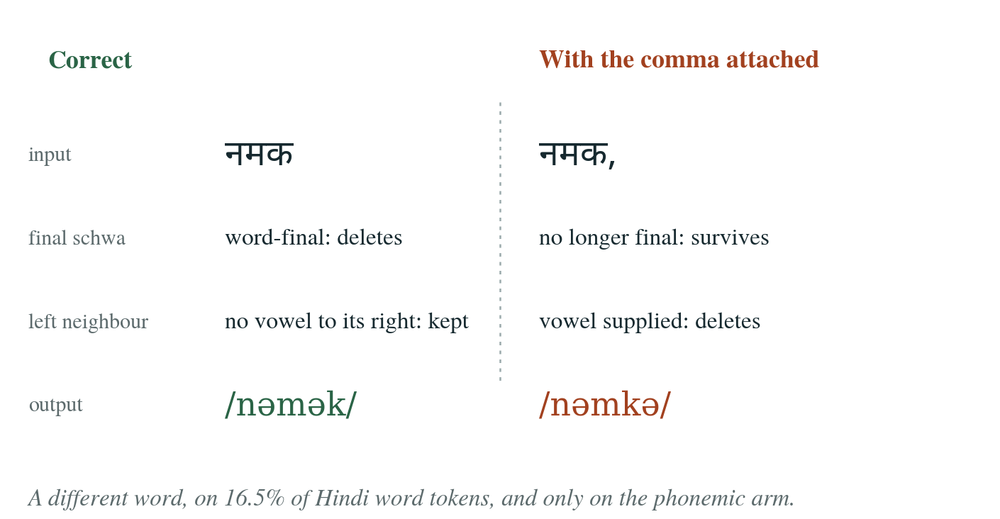 Correct With the comma attached
input नमक नमक,
final schwa word-final: deletes no longer final: survives
left neighbour no vowel to its right: kept vowel supplied: deletes
output /nəmək/ /nəmkə/
A different word, on 16.5% of Hindi word tokens, and only on the phonemic arm.